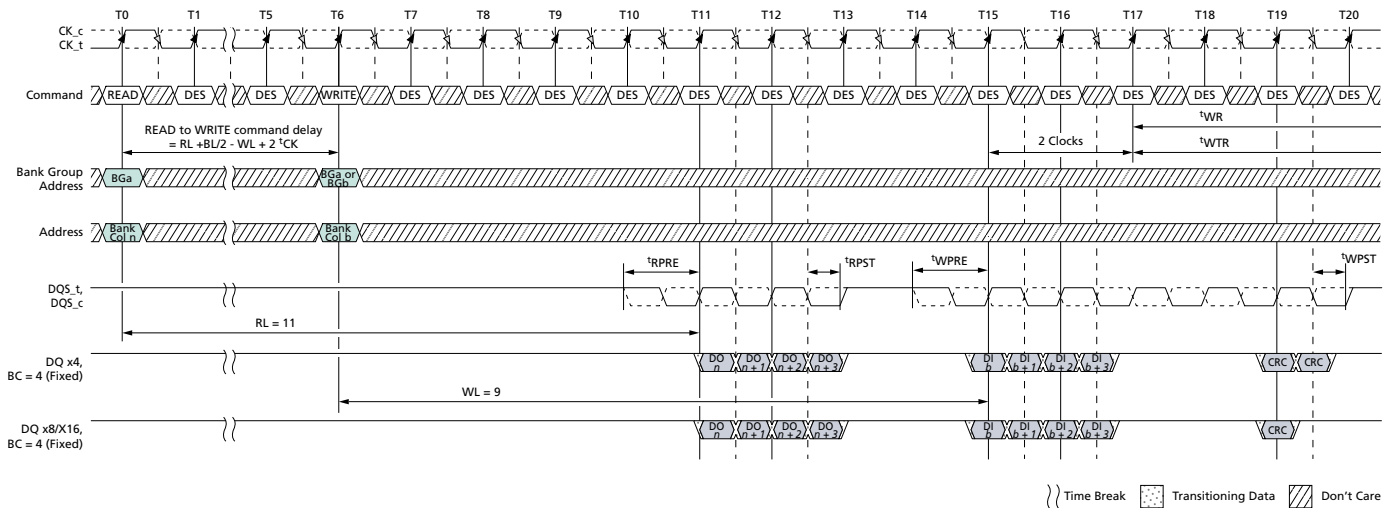 T0 T1 T5 T6 T7 T8 T9 T10 T11 T12 T13 T14 T15 T16 T17 T18 T19 T20
CK_c
CK_t
Command READ DES DES WRITE DES DES DES DES DES DES DES DES DES DES DES DES DES DES
READ to WRITE command delay
= RL +BL/2 - WL + 2 tCK
2 Clocks
tWR
tWTR
Bank Group
Address
BGa
BGa or
BGb
Address
Bank
Col n
Bank
Col b
tRPRE
tRPST
tWPRE
tWPST
DQS_t,
DQS_c
RL = 11
DQ x4,
BC = 4 (Fixed)
DO
n
DO
n + 1
DO
n + 2
DO
n + 3
DI
b
DI
b + 1
DI
b + 2
DI
b + 3
CRC CRC
WL = 9
DQ x8/X16,
BC = 4 (Fixed)
DO
n
DO
n + 1
DO
n + 2
DO
n + 3
DI
b
DI
b + 1
DI
b + 2
DI
b + 3
CRC
Time Break Transitioning Data Don't Care